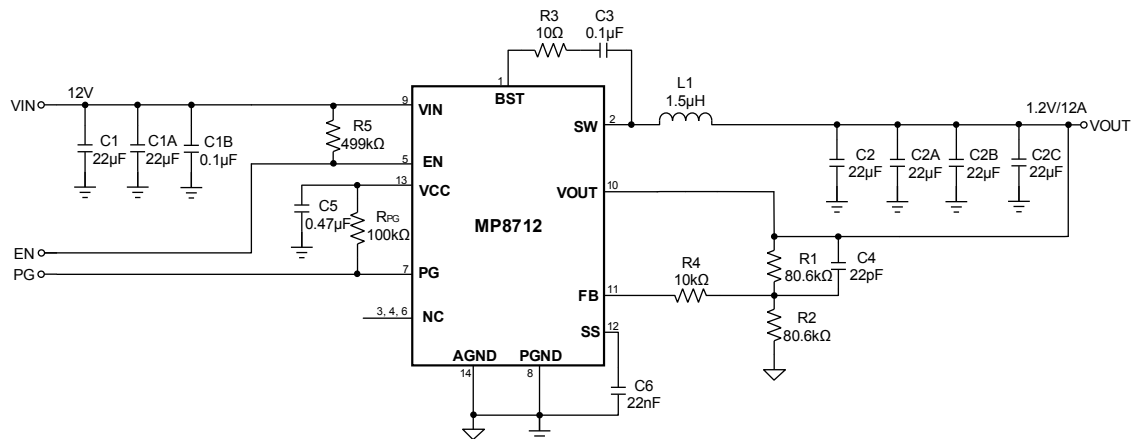 R3
10Ω
C3
0.1μF
1
BST
L1
1.5μH
VIN
12V
9
VIN
SW
2
1.2V/12A
VOUT
C1
22μF
C1A
22μF
C1B
0.1μF
R5
499kΩ
C2
22μF
C2A
22μF
C2B
22μF
C2C
22μF
5
EN
13
VCC
VOUT
10
C5
0.47μF
RPG
100kΩ
MP8712
EN
PG
7
PG
R1
80.6kΩ
C4
22pF
R4
10kΩ
FB
11
3, 4, 6
NC
SS
12
R2
80.6kΩ
AGND
PGND
14
8
C6
22nF